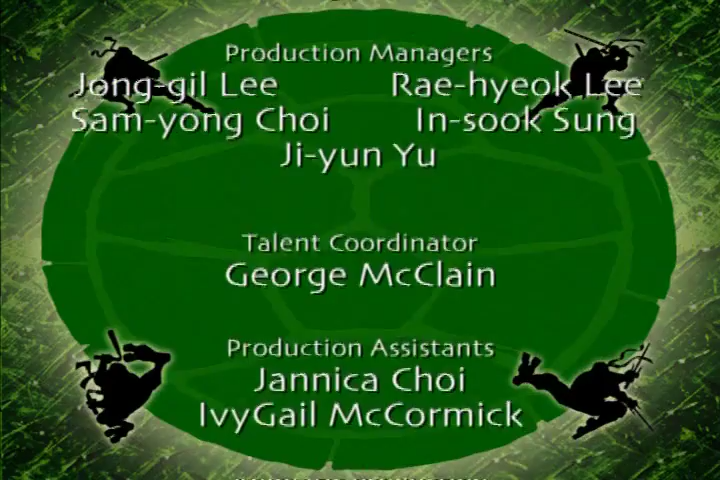 Production Managers
Jong-gil Lee Rae-hyeok Lee
Sam-yong Choi In-sook Sung
Ji-yun Yu
Talent Coordinator
George McClain
Production Assistants
Jannica Choi
IvyGail McCormick